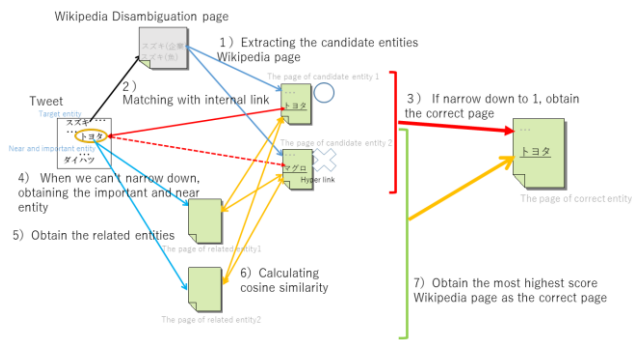 Wikipedia Disambiguation page
スズキ(企業)
スズキ(魚)
1）Extracting the candidate entities
Wikipedia page
The page of candidate entity 1
・・・
トヨタ
2）
Matching with internal link
3）If narrow down to 1, obtain
the correct page
Tweet
Target entity
スズキ・・・
・・・トヨタ
Near and important entity
・・・
ダイハツ
The page of candidate entity 2
・・・
マグロ
Hyper link
・・・
トヨタ
The page of correct entity
4）When we can't narrow down,
obtaining the important and near
entity
5）Obtain the related entities
The page of related entity1
6）Calculating
cosine similarity
7）Obtain the most highest score
Wikipedia page as the correct page
The page of related entity2